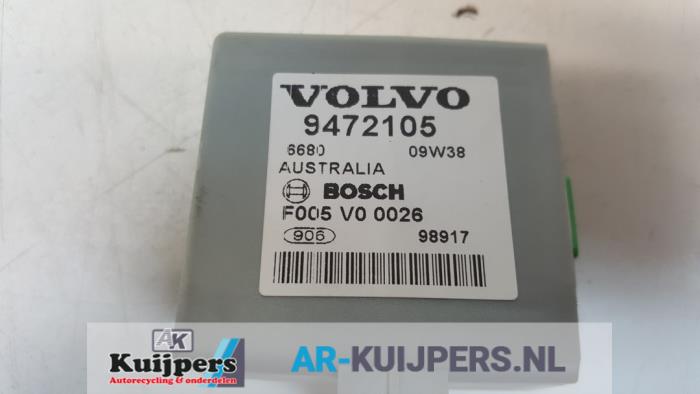 VOLVO
9472105
6680 09W38
AUSTRALIA
BOSCH
F005 V0 0026
906 98917
AK
Kuijpers
Autorecycling & onderdelen
AR-KUIJPERS.NL